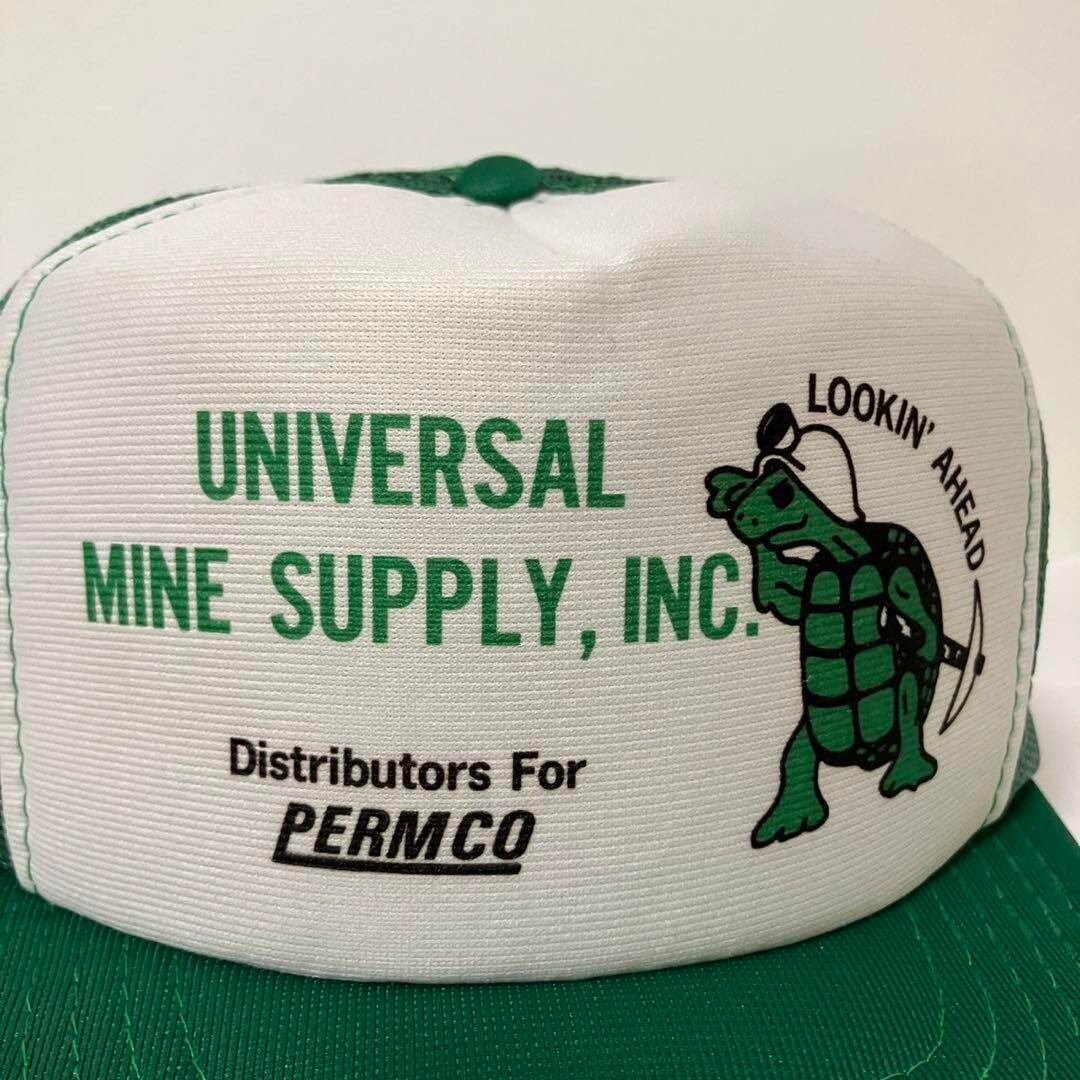 UNIVERSAL
MINE SUPPLY, INC.
Distributors For
PERMCO
LOOKIN' AHEAD